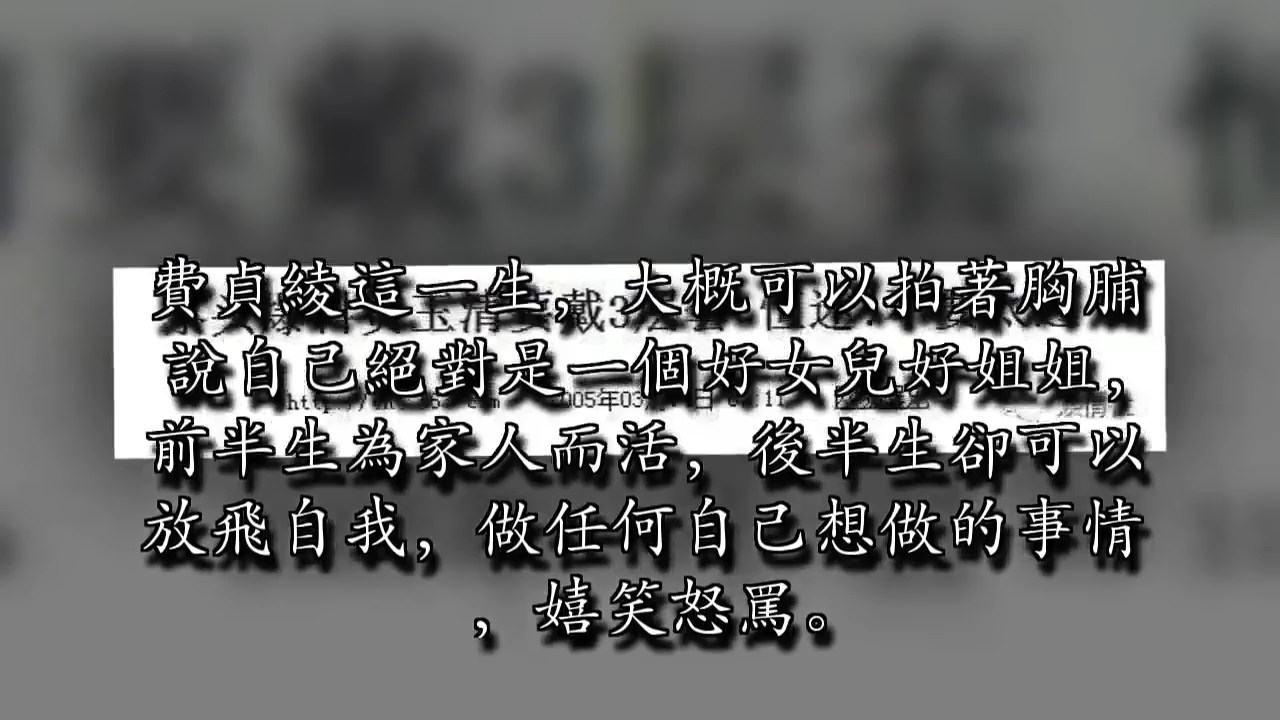 費貞綾這一生，大概可以拍著胸脯
說自己絕對是一個好女兒好姐姐，
前半生為家人而活，後半生卻可以
放飛自我，做任何自己想做的事情
，嬉笑怒罵。